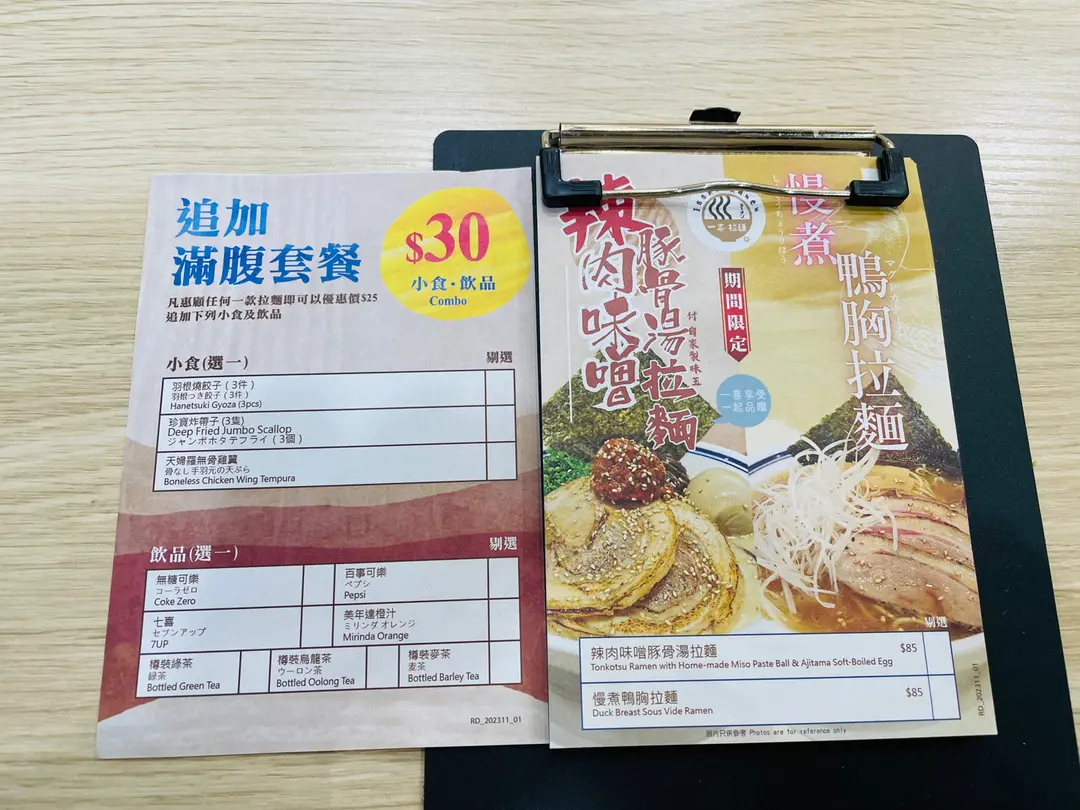 追加
滿腹套餐
$30
小食·飲品
Combo
凡惠顧任何一款拉麵即可以優惠價$25
追加下列小食及飲品
小食(選一)
剔選
羽根燒餃子(3件)
羽根つき餃子(3個)
Hanetsuki Gyoza (3pcs)
珍寶炸帶子(3隻)
Deep Fried Jumbo Scallop
ジャンボホタテフライ(3個)
天婦羅無骨雞翼
骨なし手羽元の天ぷら
Boneless Chicken Wing Tempura
飲品(選一)
剔選
無糖可樂
コーラゼロ
Coke Zero
百事可樂
ペプシ
Pepsi
七喜
セブンアップ
7UP
美年達橙汁
ミリンダ オレンジ
Mirinda Orange
樽裝綠茶
緑茶
Bottled Green Tea
樽裝烏龍茶
ウーロン茶
Bottled Oolong Tea
樽裝麥茶
麦茶
Bottled Barley Tea
RD_202311_01
辣肉味噌
豚骨湯拉麵
付自家製味玉
一喜拉麵
期間限定
一喜享受
一起品嚐
慢煮
鴨胸拉麵
剔選
辣肉味噌豚骨湯拉麵 $85
Tonkotsu Ramen with Home-made Miso Paste Ball & Ajitama Soft-Boiled Egg
慢煮鴨胸拉麵 $85
Duck Breast Sous Vide Ramen
圖片只供參考 Photos are for reference only
RD_202311_01